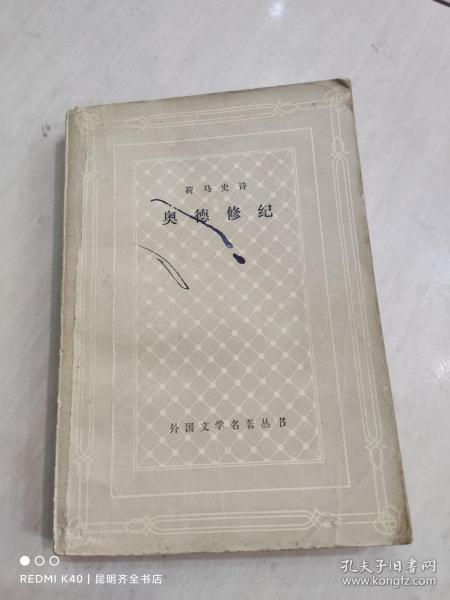 荷马史诗
奥德修纪
外国文学名著丛书
REDMI K40 | 昆明齐全书店
孔夫子旧书网
www.kongfz.com